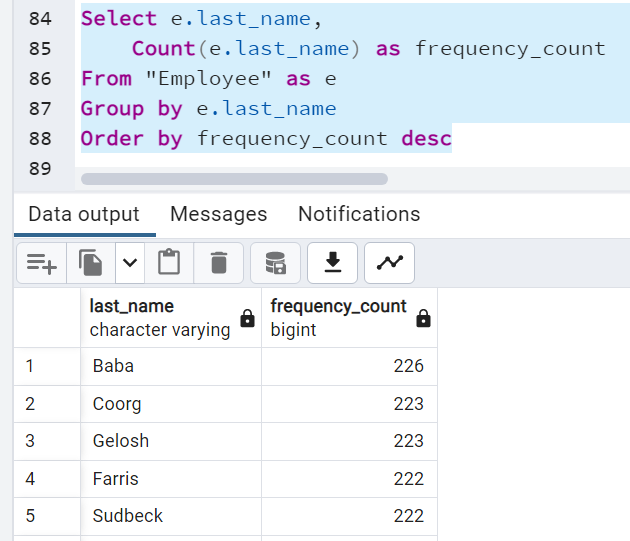 84 Select e.last_name,
85 Count(e.last_name) as frequency_count
86 From "Employee" as e
87 Group by e.last_name
88 Order by frequency_count desc
89
Data output Messages Notifications
last_name frequency_count
character varying bigint
1 Baba 226
2 Coorg 223
3 Gelosh 223
4 Farris 222
5 Sudbeck 222